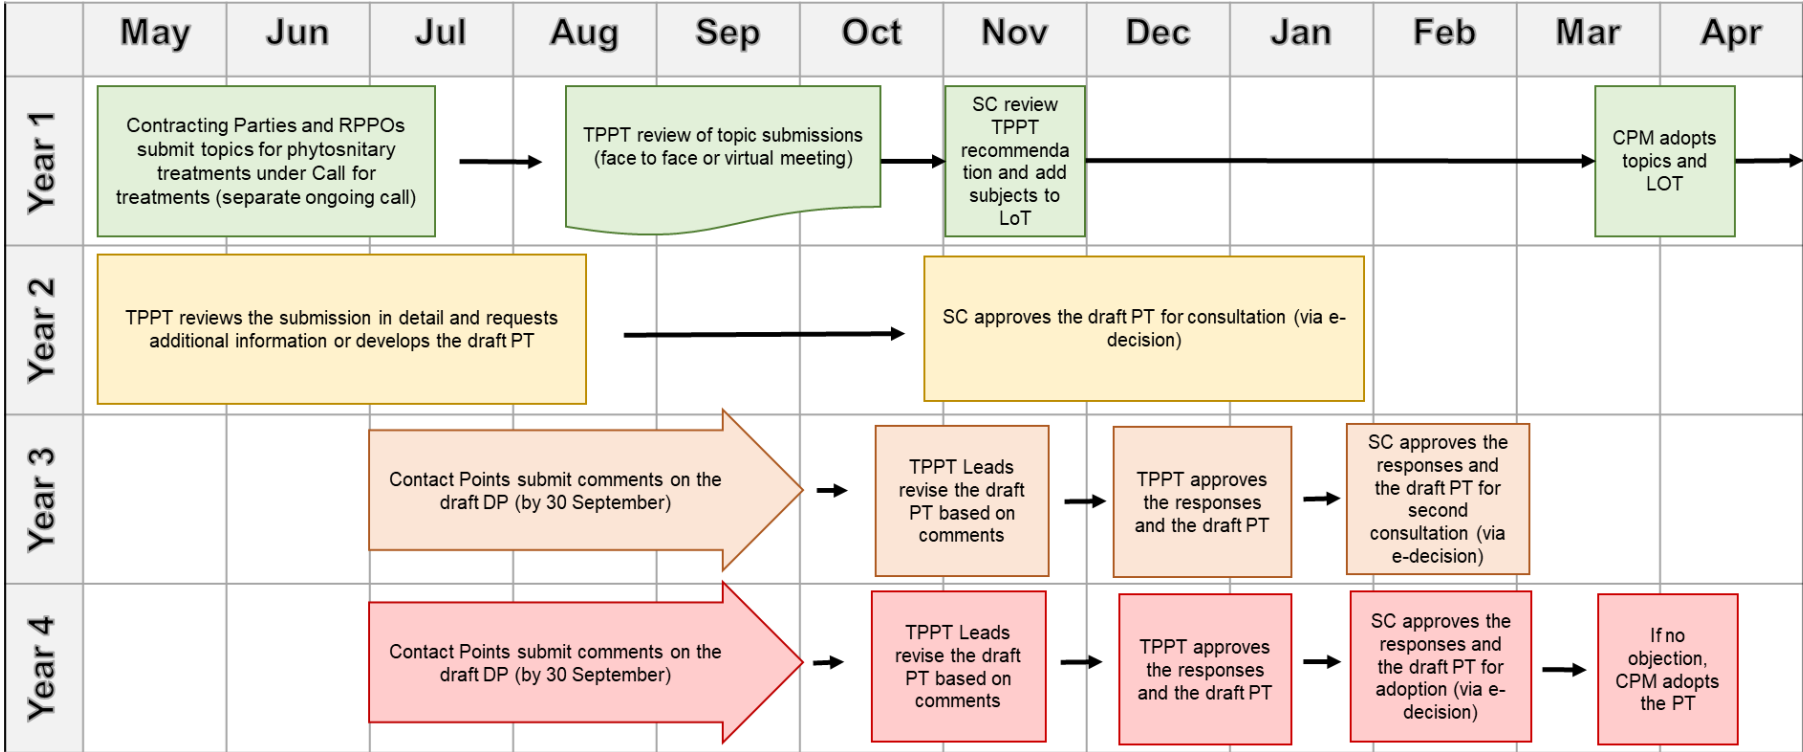 May Jun Jul Aug Sep Oct Nov Dec Jan Feb Mar Apr
Year 1
Contracting Parties and RPPOs
submit topics for phytosnitary
treatments under Call for
treatments (separate ongoing call)
TPPT review of topic submissions
(face to face or virtual meeting)
SC review
TPPT
recommenda
tion and add
subjects to
LoT
CPM adopts
topics and
LOT
Year 2
TPPT reviews the submission in detail and requests
additional information or develops the draft PT
SC approves the draft PT for consultation (via e-
decision)
Year 3
Contact Points submit comments on the
draft DP (by 30 September)
TPPT Leads
revise the draft
PT based on
comments
TPPT approves
the responses
and the draft PT
SC approves the
responses and
the draft PT for
second
consultation (via
e-decision)
Year 4
Contact Points submit comments on the
draft DP (by 30 September)
TPPT Leads
revise the draft
PT based on
comments
TPPT approves
the responses
and the draft PT
SC approves the
responses and
the draft PT for
adoption (via e-
decision)
If no
objection,
CPM adopts
the PT